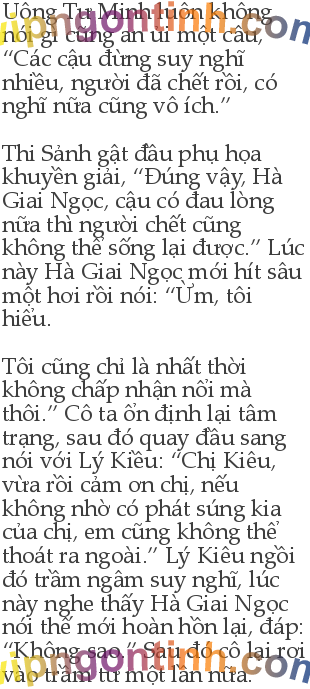 Uông Tư Minh luôn không
nói gì cũng an ủi một câu,
“Các cậu đừng suy nghĩ
nhiều, người đã chết rồi, có
nghĩ nữa cũng vô ích.”
Thi Sảnh gật đầu phụ họa
khuyền giải, “Đúng vậy, Hà
Giai Ngọc, cậu có đau lòng
nữa thì người chết cũng
không thể sống lại được.” Lúc
này Hà Giai Ngọc mới hít sâu
một hơi rồi nói: “Ừm, tôi
hiểu.
Tôi cũng chỉ là nhất thời
không chấp nhận nổi mà
thôi.” Cô ta ổn định lại tâm
trạng, sau đó quay đầu sang
nói với Lý Kiều: “Chị Kiêu,
vừa rồi cảm ơn chị, nếu
không nhờ có phát súng kia
của chị, em cũng không thể
thoát ra ngoài.” Lý Kiêu ngồi
đó trầm ngâm suy nghĩ, lúc
này nghe thấy Hà Giai Ngọc
nói thế mới hoàn hồn lại, đáp:
“Không sao.” Sau đó cô lại rơi
vào trầm tư một lần nữa.
vipngontinh.com